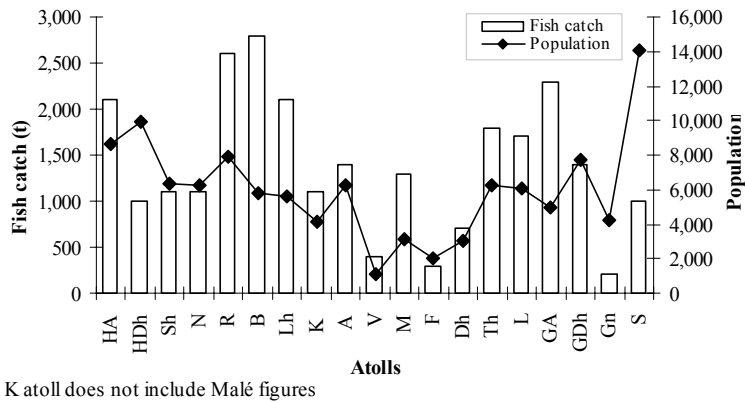 3,000
2,500
2,000
1,500
1,000
500
0
Fish catch (t)
Fish catch
Population
16,000
14,000
12,000
10,000
8,000
6,000
4,000
2,000
0
Population
HA
HDh
Sh
N
R
B
Lh
K
A
V
M
F
Dh
Th
L
GA
GDh
Gn
S
Atolls
K atoll does not include Malé figures